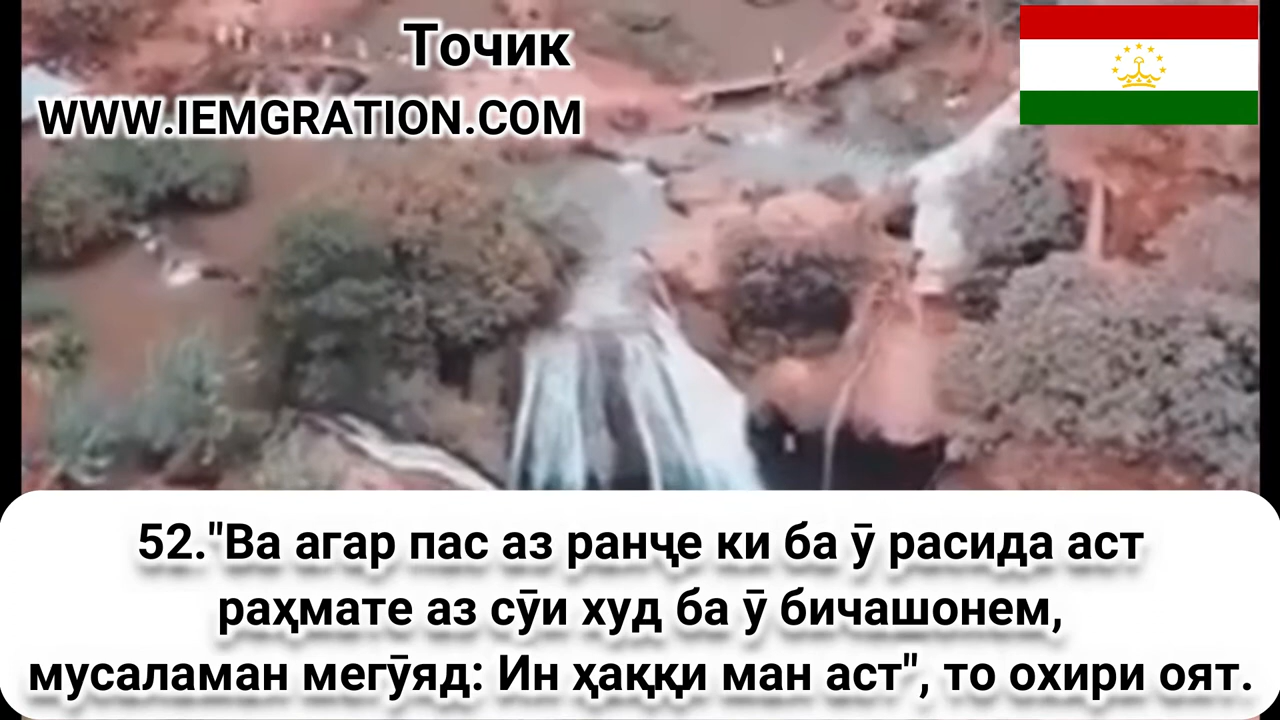 Точик
WWW.IEMGRATION.COM
52."Ва агар пас аз ранҷе ки ба ӯ расида аст
раҳмате аз сӯи худ ба ӯ бичашонем,
мусаламан мегӯяд: Ин ҳаққи ман аст", то охири оят.